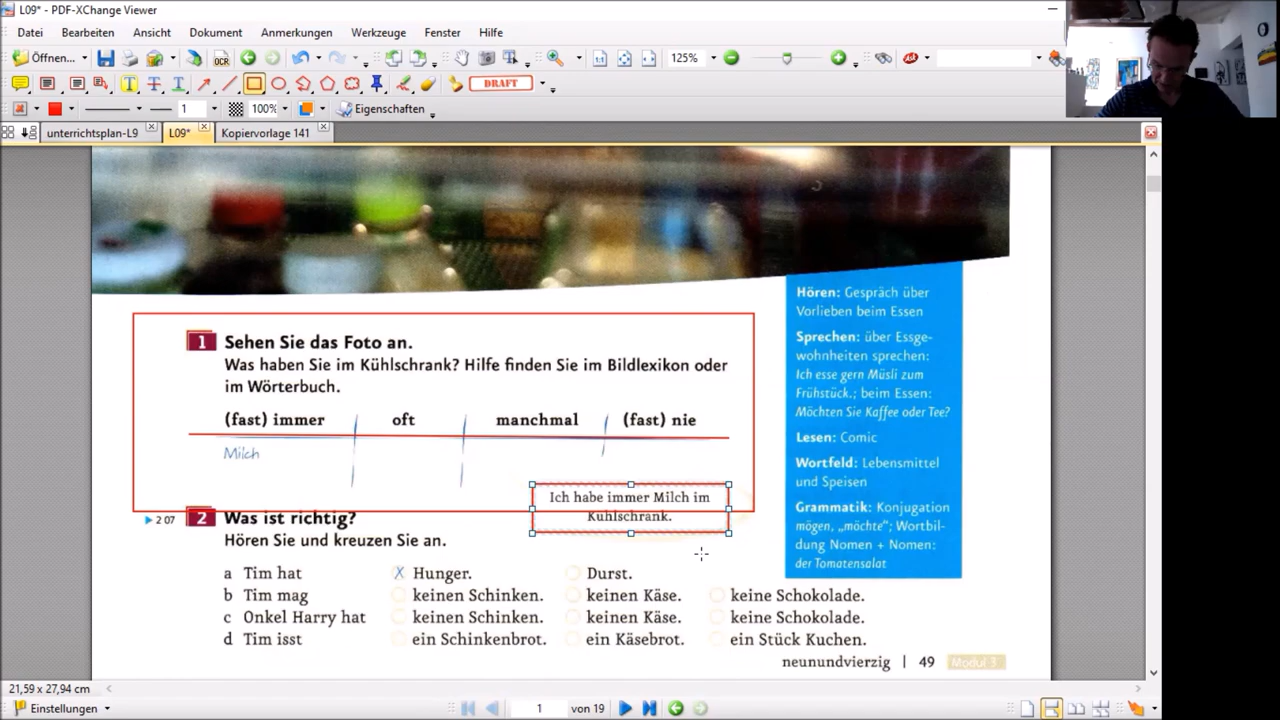 L09* - PDF-XChange Viewer
Datei Bearbeiten Ansicht Dokument Anmerkungen Werkzeuge Fenster Hilfe
Öffnen... OCR 125%
DRAFT
1 100% Eigenschaften
unterrichtsplan-L9 L09* Kopiervorlage 141
1 Sehen Sie das Foto an.
Was haben Sie im Kühlschrank? Hilfe finden Sie im Bildlexikon oder
im Wörterbuch.
(fast) immer oft manchmal (fast) nie
Milch
Ich habe immer Milch im
Kühlschrank.
2 07 2 Was ist richtig?
Hören Sie und kreuzen Sie an.
a Tim hat X Hunger. Durst.
b Tim mag keinen Schinken. keinen Käse. keine Schokolade.
c Onkel Harry hat keinen Schinken. keinen Käse. keine Schokolade.
d Tim isst ein Schinkenbrot. ein Käsebrot. ein Stück Kuchen.
neunundvierzig | 49 Modul 3
Hören: Gespräch über
Vorlieben beim Essen
Sprechen: über Essge-
wohnheiten sprechen:
Ich esse gern Müsli zum
Frühstück.; beim Essen:
Möchten Sie Kaffee oder Tee?
Lesen: Comic
Wortfeld: Lebensmittel
und Speisen
Grammatik: Konjugation
mögen, „möchte“; Wortbil-
dung Nomen + Nomen:
der Tomatensalat
21,59 x 27,94 cm
Einstellungen 1 von 19